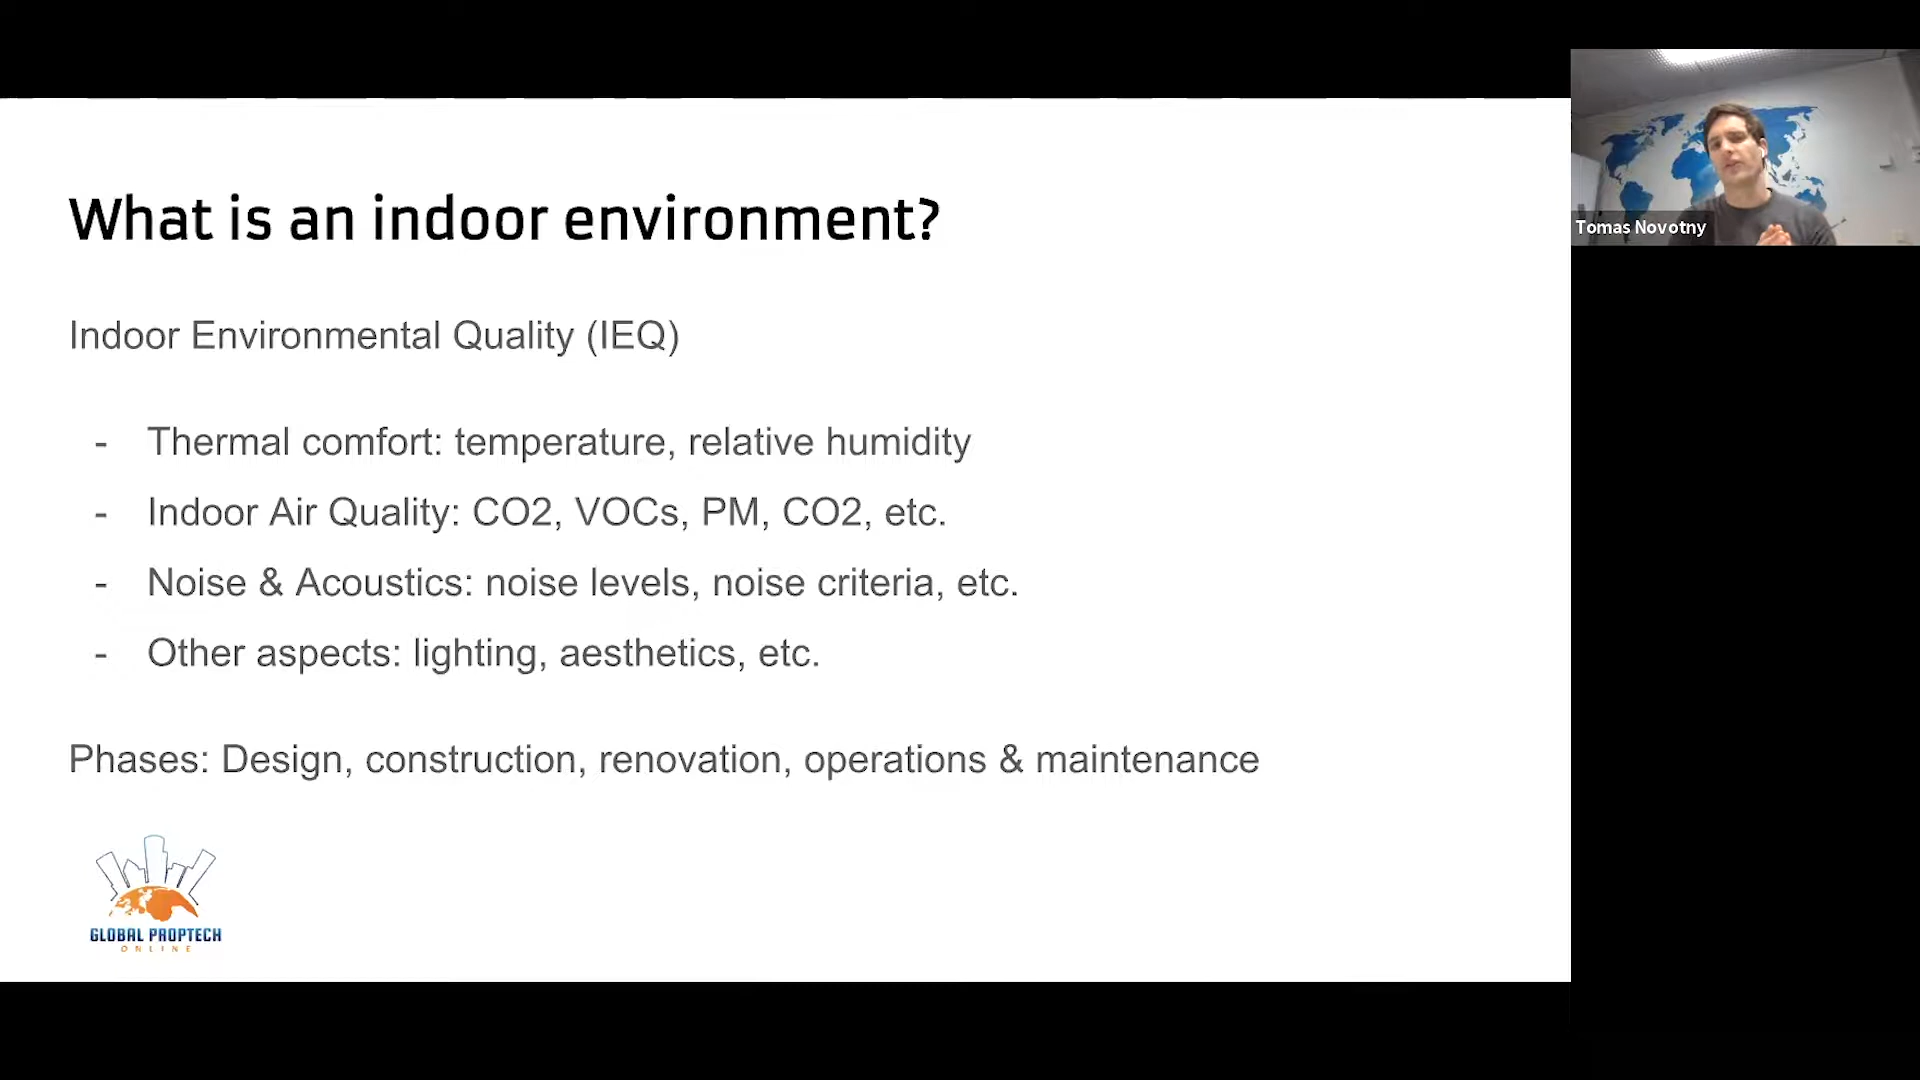 What is an indoor environment?
Indoor Environmental Quality (IEQ)
- Thermal comfort: temperature, relative humidity
- Indoor Air Quality: CO2, VOCs, PM, CO2, etc.
- Noise & Acoustics: noise levels, noise criteria, etc.
- Other aspects: lighting, aesthetics, etc.
Phases: Design, construction, renovation, operations & maintenance
GLOBAL PROPTECH
ONLINE
Tomas Novotny